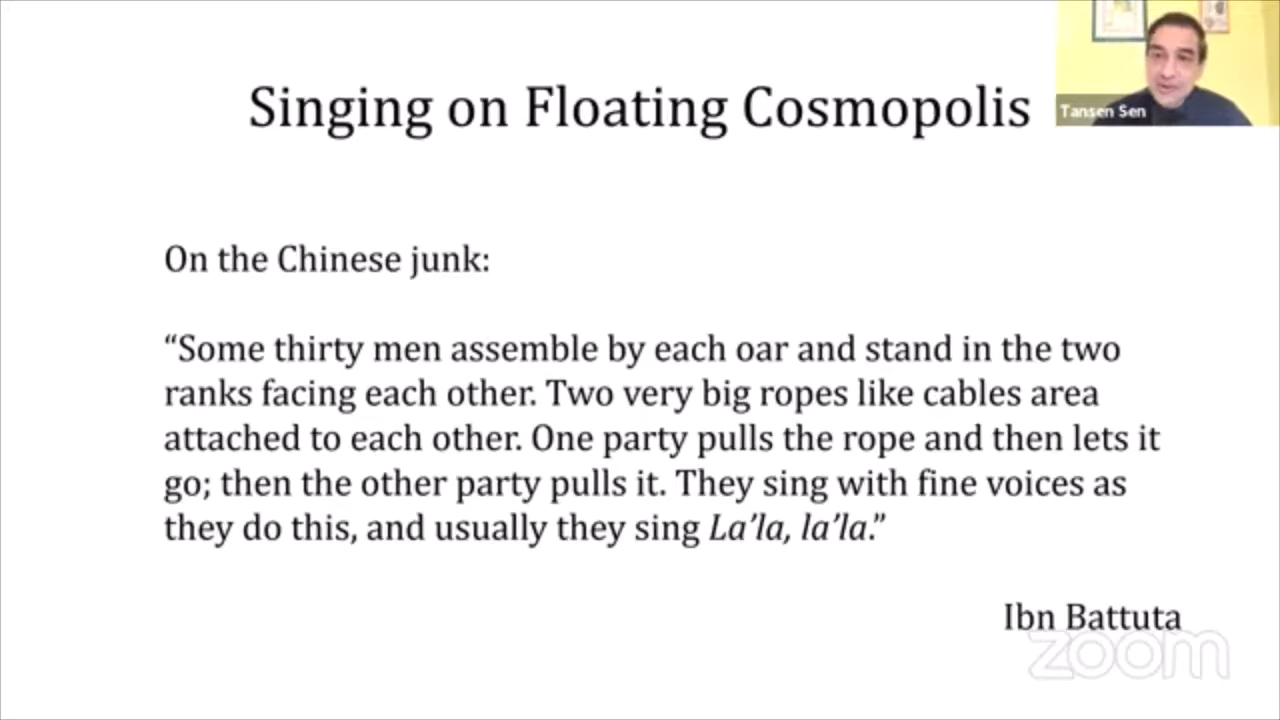 Singing on Floating Cosmopolis
Tansen Sen
On the Chinese junk:
“Some thirty men assemble by each oar and stand in the two
ranks facing each other. Two very big ropes like cables area
attached to each other. One party pulls the rope and then lets it
go; then the other party pulls it. They sing with fine voices as
they do this, and usually they sing La’la, la’la.”
Ibn Battuta
zoom